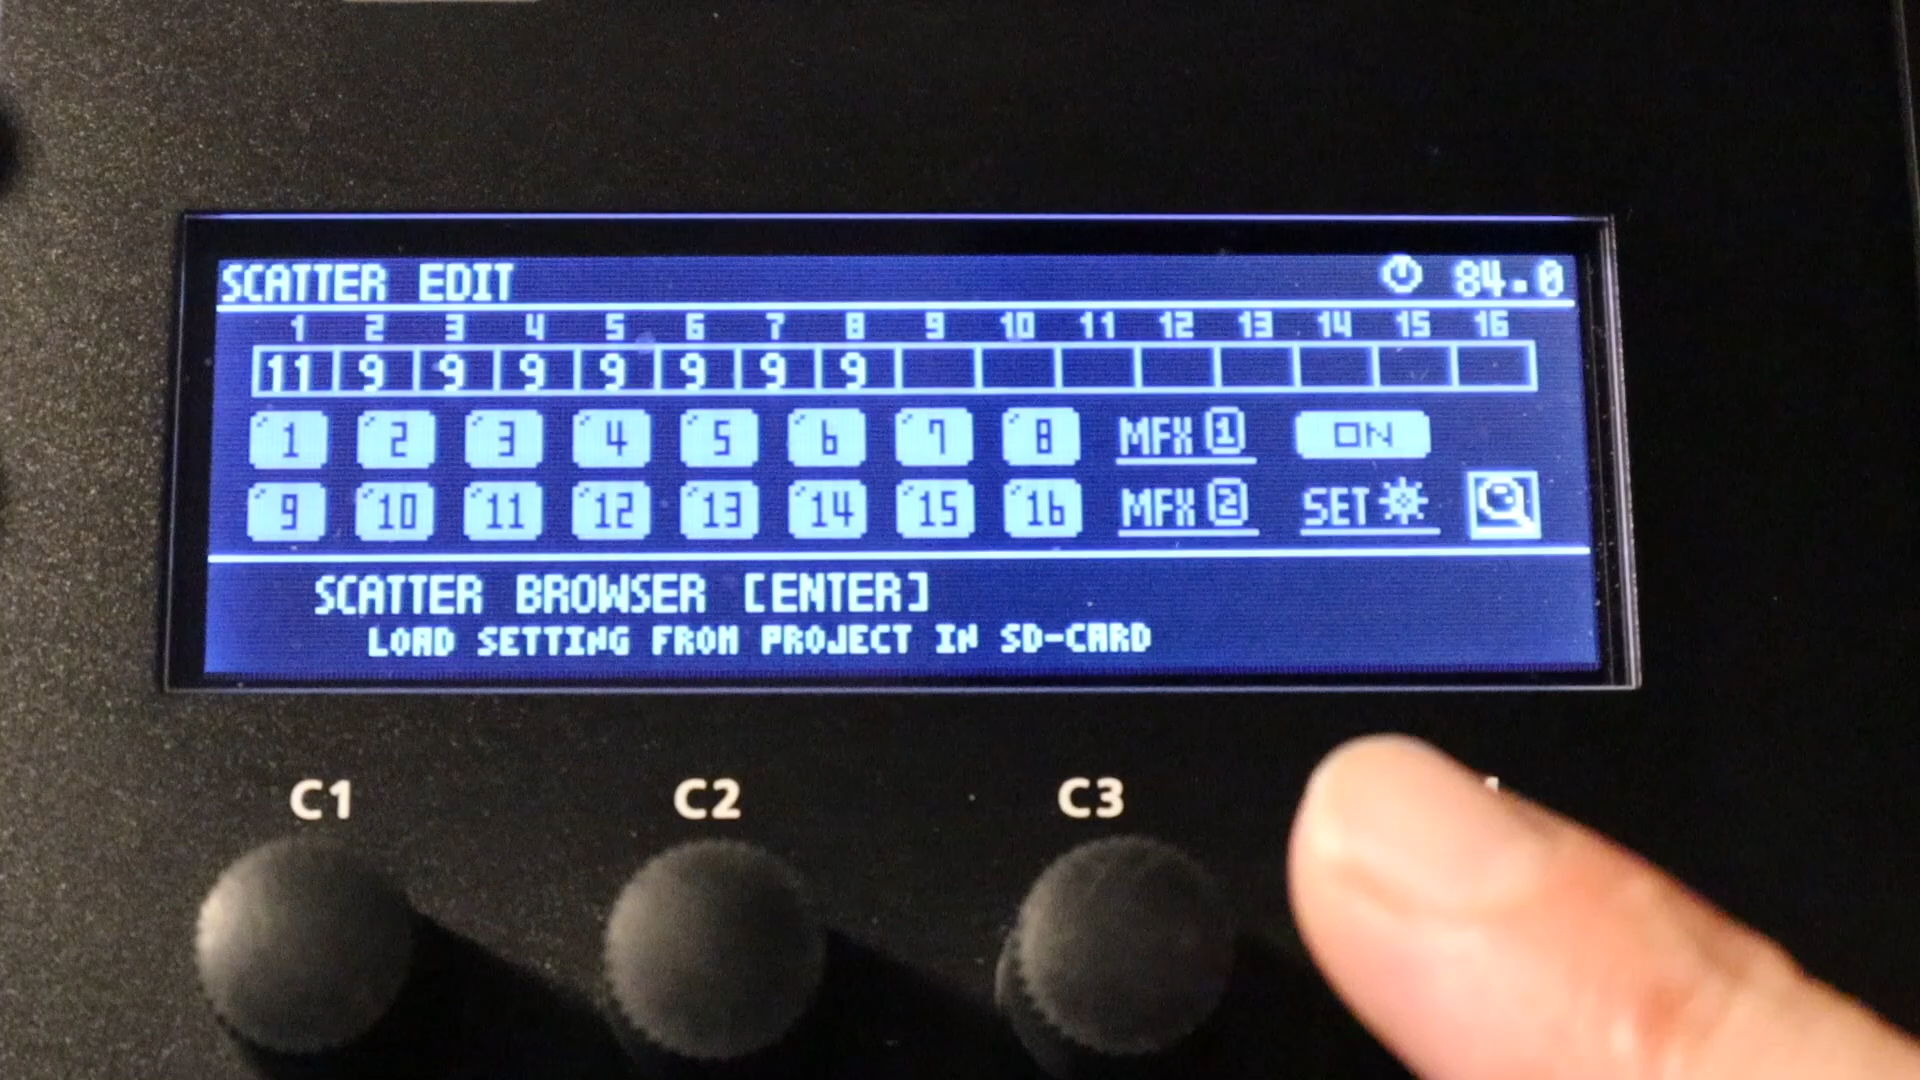 SCATTER EDIT 84.0
1 2 3 4 5 6 7 8 9 10 11 12 13 14 15 16
11 9 9 9 9 9 9 9
1 2 3 4 5 6 7 8 MFX 1 ON
9 10 11 12 13 14 15 16 MFX 2 SET
SCATTER BROWSER [ENTER]
LOAD SETTING FROM PROJECT IN SD-CARD
C1 C2 C3